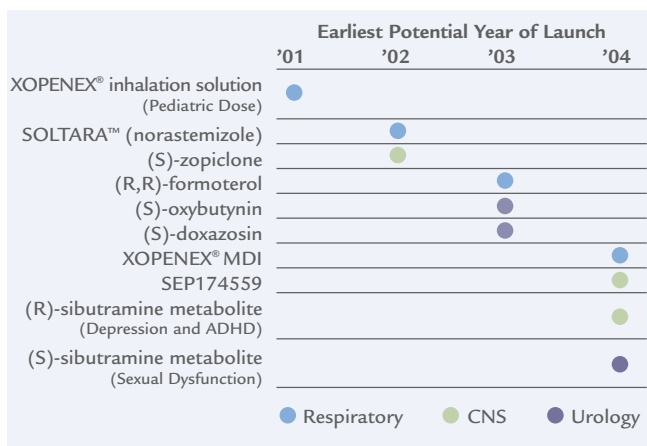 Earliest Potential Year of Launch
’01 ’02 ’03 ’04
XOPENEX® inhalation solution
(Pediatric Dose)
SOLTARA™ (norastemizole)
(S)-zopiclone
(R,R)-formoterol
(S)-oxybutynin
(S)-doxazosin
XOPENEX® MDI
SEP174559
(R)-sibutramine metabolite
(Depression and ADHD)
(S)-sibutramine metabolite
(Sexual Dysfunction)
Respiratory CNS Urology